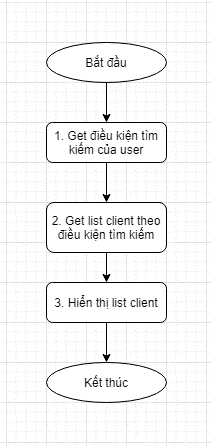 Bắt đầu
1. Get điều kiện tìm
kiếm của user
2. Get list client theo
điều kiện tìm kiếm
3. Hiển thị list client
Kết thúc